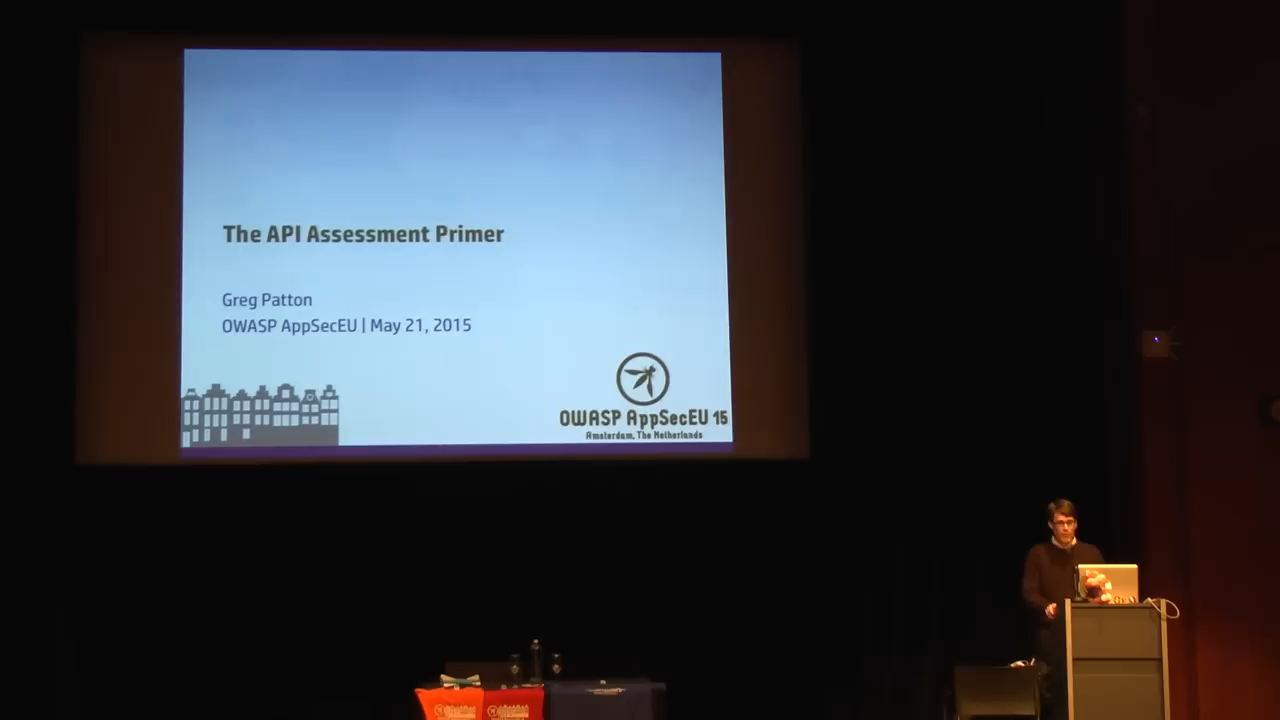 The API Assessment Primer
Greg Patton
OWASP AppSecEU | May 21, 2015
OWASP AppSecEU 15
Amsterdam, The Netherlands